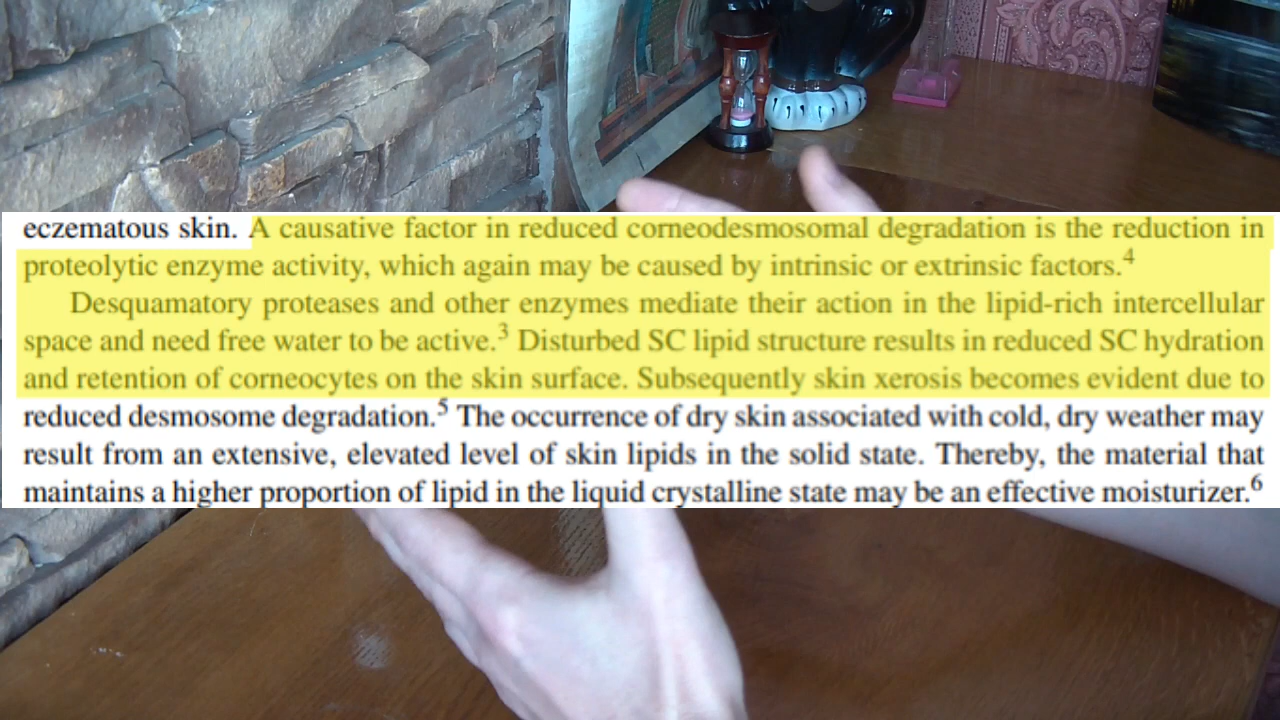 eczematous skin. A causative factor in reduced corneodesmosomal degradation is the reduction in
proteolytic enzyme activity, which again may be caused by intrinsic or extrinsic factors.4
Desquamatory proteases and other enzymes mediate their action in the lipid-rich intercellular
space and need free water to be active.3 Disturbed SC lipid structure results in reduced SC hydration
and retention of corneocytes on the skin surface. Subsequently skin xerosis becomes evident due to
reduced desmosome degradation.5 The occurrence of dry skin associated with cold, dry weather may
result from an extensive, elevated level of skin lipids in the solid state. Thereby, the material that
maintains a higher proportion of lipid in the liquid crystalline state may be an effective moisturizer.6